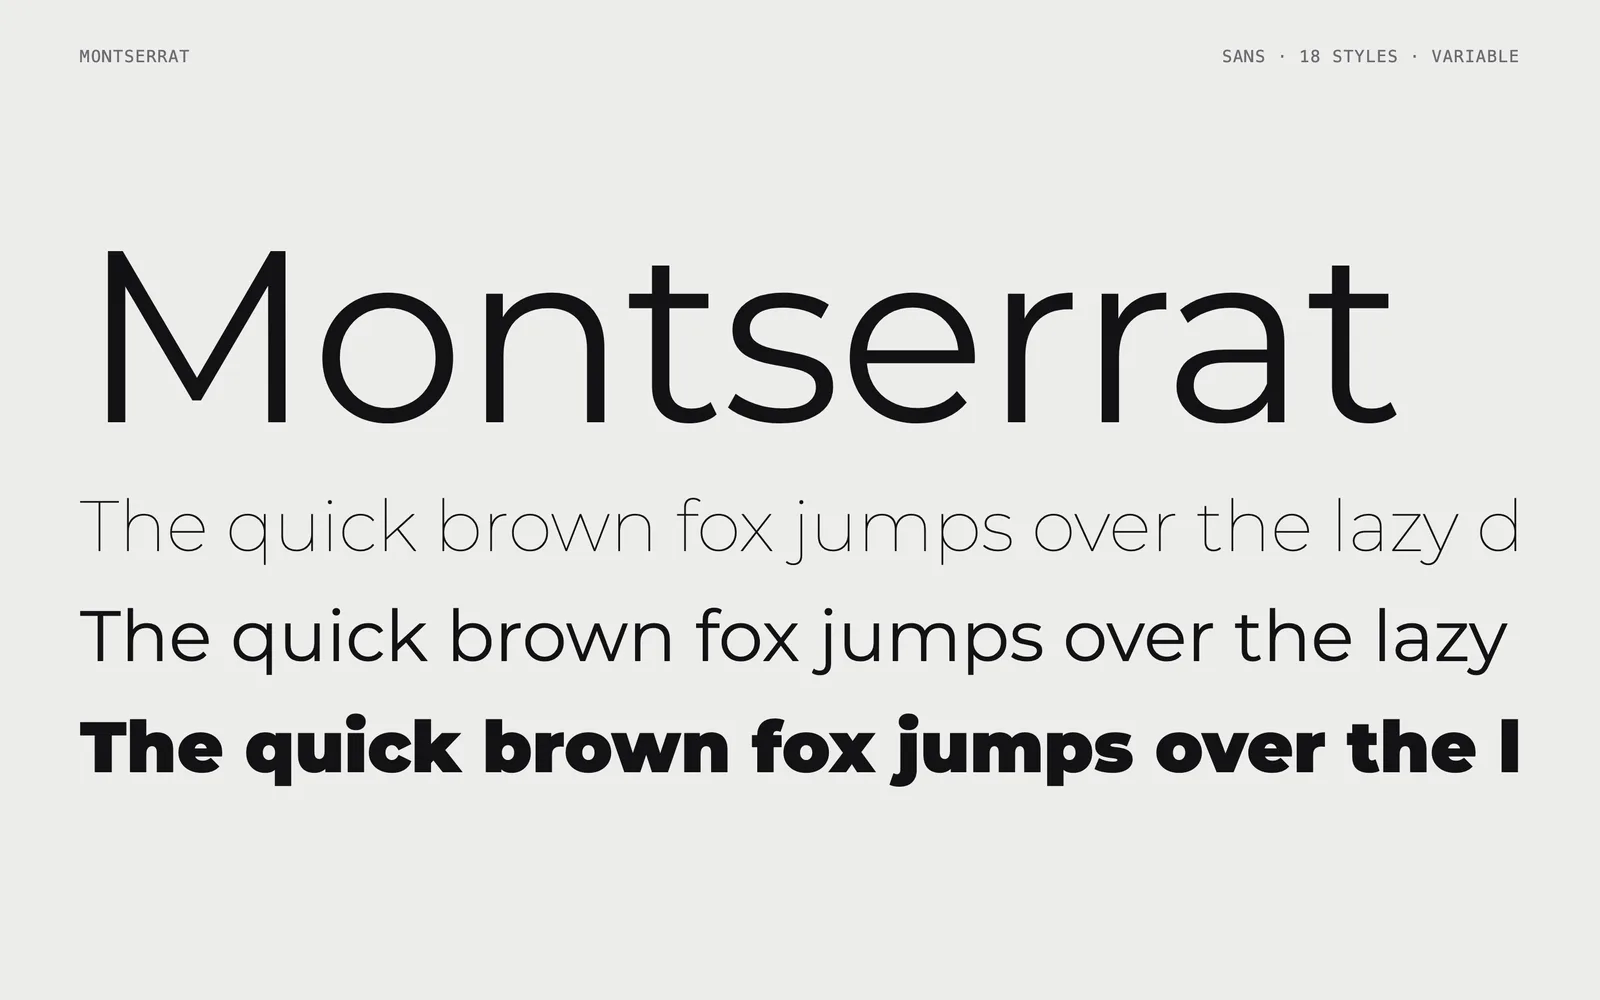 MONTSERRAT
SANS · 18 STYLES · VARIABLE
Montserrat
The quick brown fox jumps over the lazy d
The quick brown fox jumps over the lazy
The quick brown fox jumps over the l